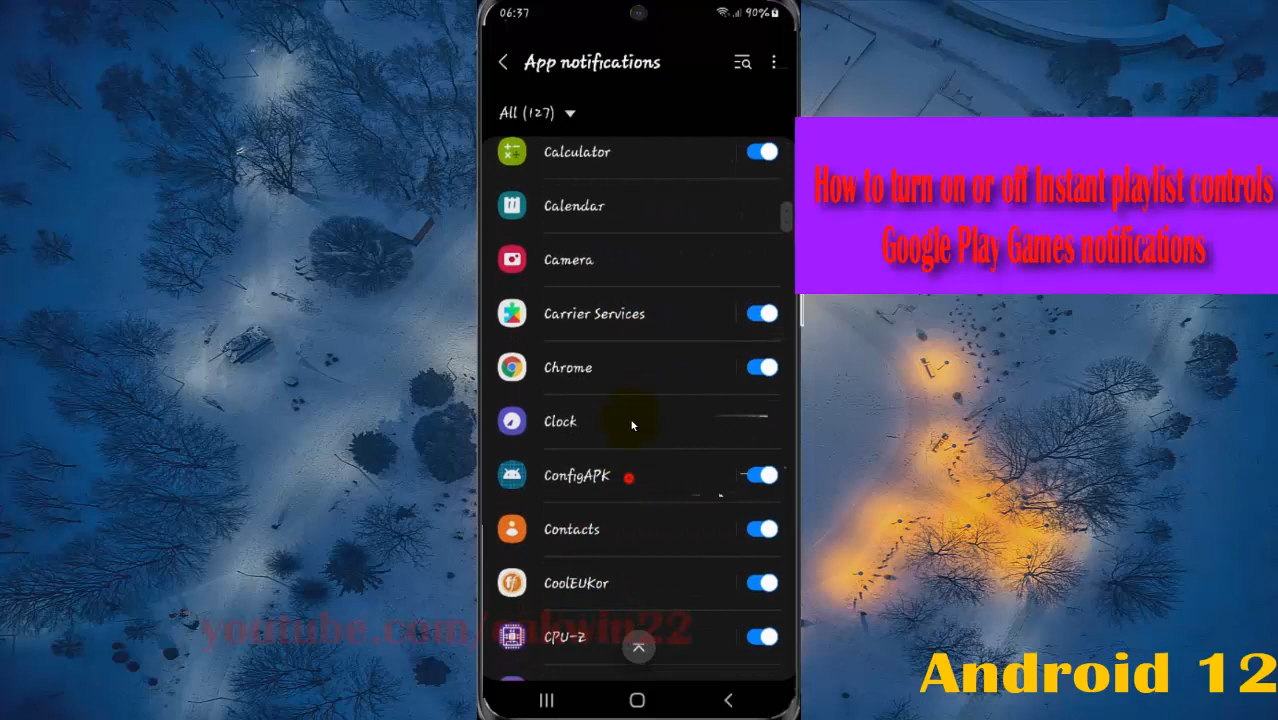 06:37
90%
App notifications
All (127)
Calculator
Calendar
Camera
Carrier Services
Chrome
Clock
ConfigAPK
Contacts
CoolEUKor
CPU-Z
How to turn on or off Instant playlist controls
Google Play Games notifications
Android 12